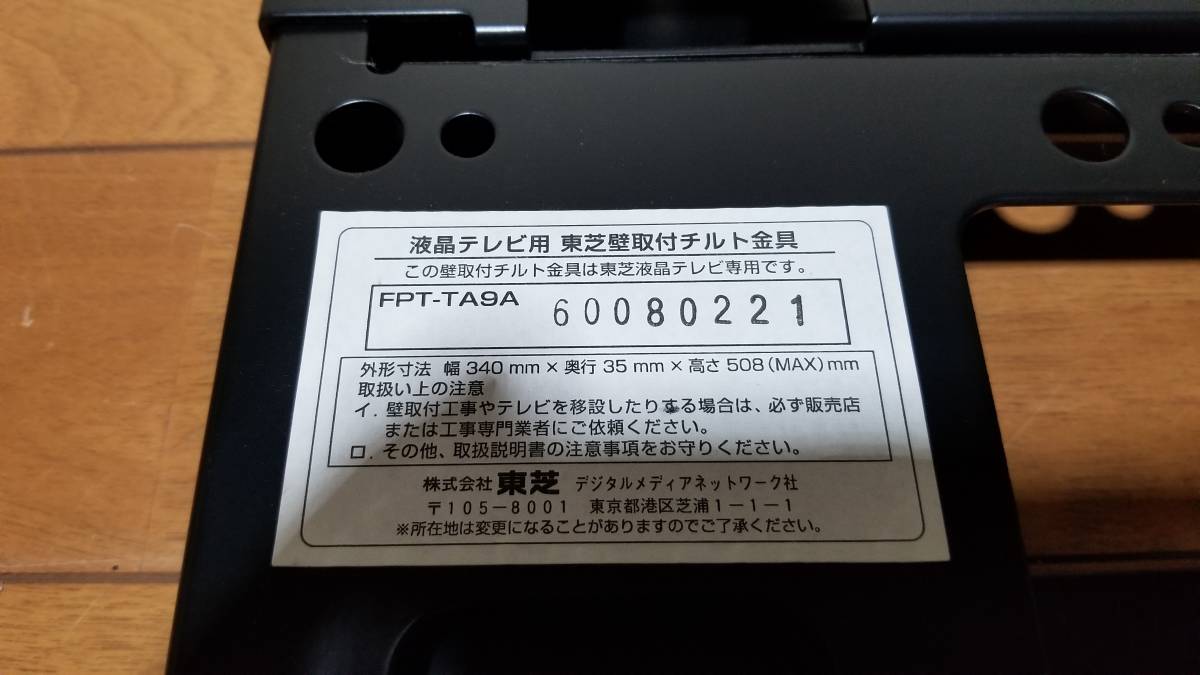 液晶テレビ用 東芝壁取付チルト金具
この壁取付チルト金具は東芝液晶テレビ専用です。
FPT-TA9A 60080221
外形寸法 幅 340 mm × 奥行 35 mm × 高さ 508 (MAX) mm
取扱い上の注意
イ. 壁取付工事やテレビを移設したりする場合は、必ず販売店
または工事専門業者にご依頼ください。
ロ. その他、取扱説明書の注意事項をお守りください。
株式会社 東芝 デジタルメディアネットワーク社
〒105-8001 東京都港区芝浦1-1-1
※所在地は変更になることがありますのでご了承ください。